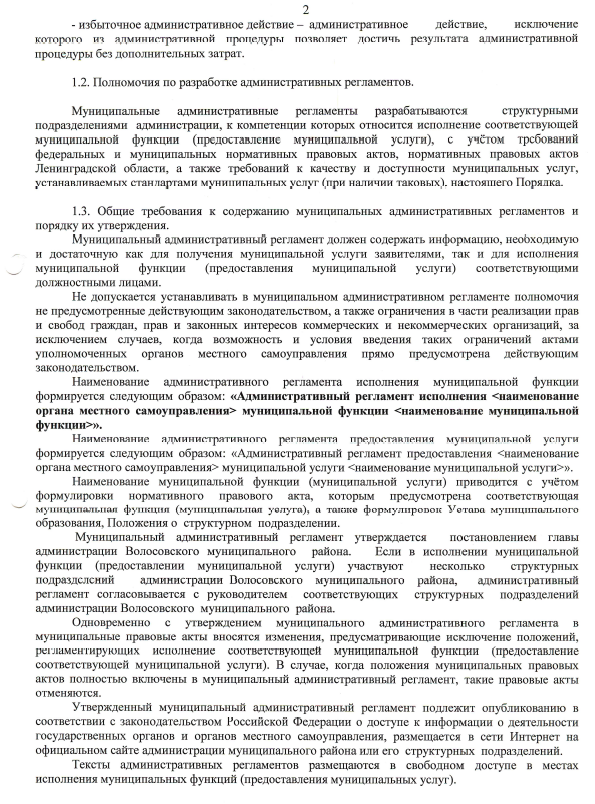 2
- избыточное административное действие – административное действие, исключение
которого из административной процедуры позволяет достичь результата административной
процедуры без дополнительных затрат.
1.2. Полномочия по разработке административных регламентов.
Муниципальные административные регламенты разрабатываются структурными
подразделениями администрации, к компетенции которых относится исполнение соответствующей
муниципальной функции (предоставление муниципальной услуги), с учётом требований
федеральных и муниципальных нормативных правовых актов, нормативных правовых актов
Ленинградской области, а также требований к качеству и доступности муниципальных услуг,
устанавливаемых стандартами муниципальных услуг (при наличии таковых), настоящего Порядка.
1.3. Общие требования к содержанию муниципальных административных регламентов и
порядку их утверждения.
Муниципальный административный регламент должен содержать информацию, необходимую
и достаточную как для получения муниципальной услуги заявителями, так и для исполнения
муниципальной функции (предоставления муниципальной услуги) соответствующими
должностными лицами.
Не допускается устанавливать в муниципальном административном регламенте полномочия
не предусмотренные действующим законодательством, а также ограничения в части реализации прав
и свобод граждан, прав и законных интересов коммерческих и некоммерческих организаций, за
исключением случаев, когда возможность и условия введения таких ограничений актами
уполномоченных органов местного самоуправления прямо предусмотрена действующим
законодательством.
Наименование административного регламента исполнения муниципальной функции
формируется следующим образом: «Административный регламент исполнения <наименование
органа местного самоуправления> муниципальной функции <наименование муниципальной
функции>».
Наименование административного регламента предоставления муниципальной услуги
формируется следующим образом: «Административный регламент предоставления <наименование
органа местного самоуправления> муниципальной услуги <наименование муниципальной услуги>».
Наименование муниципальной функции (муниципальной услуги) приводится с учётом
формулировки нормативного правового акта, которым предусмотрена соответствующая
муниципальная функция (муниципальная услуга), а также формулировок Устава муниципального
образования, Положения о структурном подразделении.
Муниципальный административный регламент утверждается постановлением главы
администрации Волосовского муниципального района. Если в исполнении муниципальной
функции (предоставлении муниципальной услуги) участвуют несколько структурных
подразделений администрации Волосовского муниципального района, административный
регламент согласовывается с руководителем соответствующих структурных подразделений
администрации Волосовского муниципального района.
Одновременно с утверждением муниципального административного регламента в
муниципальные правовые акты вносятся изменения, предусматривающие исключение положений,
регламентирующих исполнение соответствующей муниципальной функции (предоставление
соответствующей муниципальной услуги). В случае, когда положения муниципальных правовых
актов полностью включены в муниципальный административный регламент, такие правовые акты
отменяются.
Утвержденный муниципальный административный регламент подлежит опубликованию в
соответствии с законодательством Российской Федерации о доступе к информации о деятельности
государственных органов и органов местного самоуправления, размещается в сети Интернет на
официальном сайте администрации муниципального района или его структурных подразделений.
Тексты административных регламентов размещаются в свободном доступе в местах
исполнения муниципальных функций (предоставления муниципальных услуг).